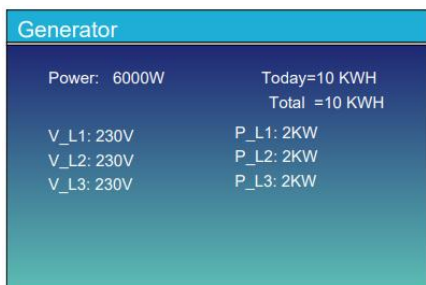 Generator
Power: 6000W Today=10 KWH
Total =10 KWH
V_L1: 230V P_L1: 2KW
V_L2: 230V P_L2: 2KW
V_L3: 230V P_L3: 2KW